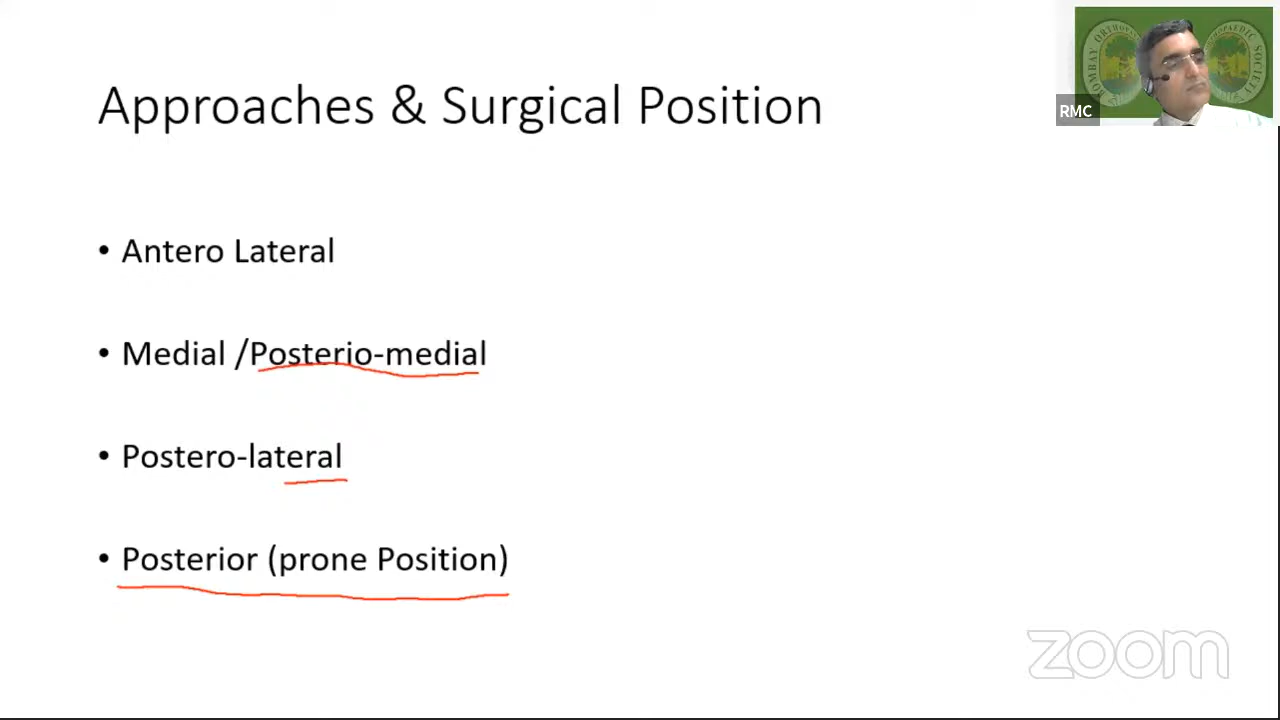 Approaches & Surgical Position
RMC
• Antero Lateral
• Medial /Posterio-medial
• Postero-lateral
• Posterior (prone Position)
zoom